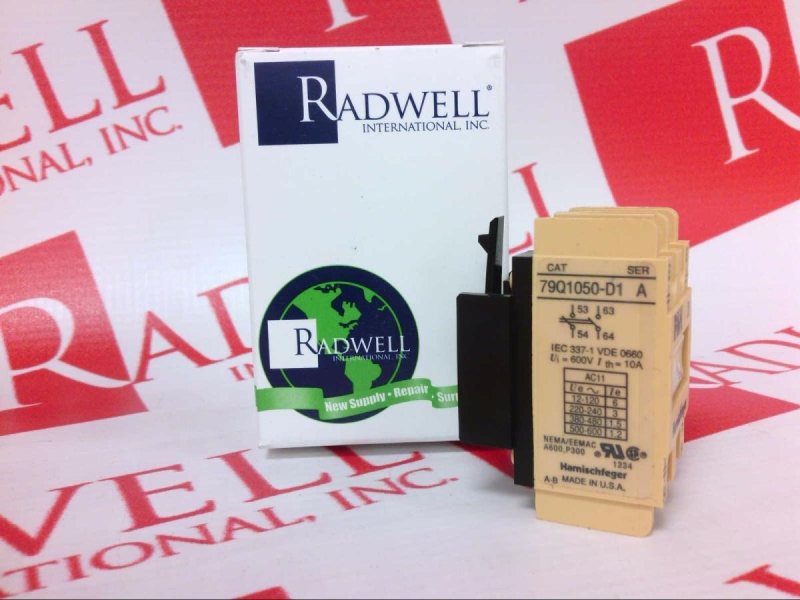 RADWELL®
INTERNATIONAL, INC.
RADWELL
INTERNATIONAL, INC.
New Supply • Repair •
CAT SER
79Q1050-D1 A
53 63
54 64
IEC 337-1 VDE 0660
Ui = 600V Ith = 10A
AC11
Ue ~ Ie
12-120 6
220-240 3
380-480 1.5
500-600 1.2
NEMA/EEMAC
A600,P300
1234
Harnischfeger
A-B MADE IN U.S.A.
ELL
ONAL, INC.
WELL
NATIONAL, INC.
R